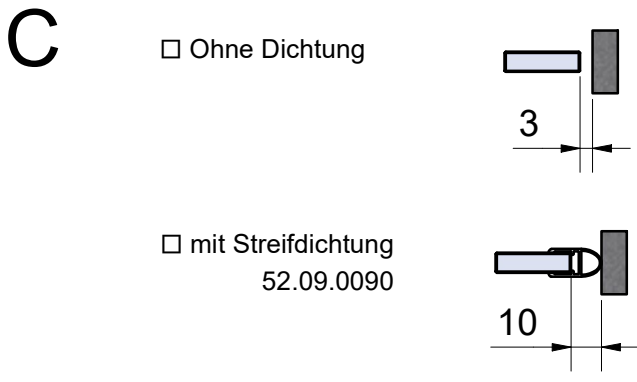 C
☐ Ohne Dichtung
3
☐ mit Streifdichtung
52.09.0090
10